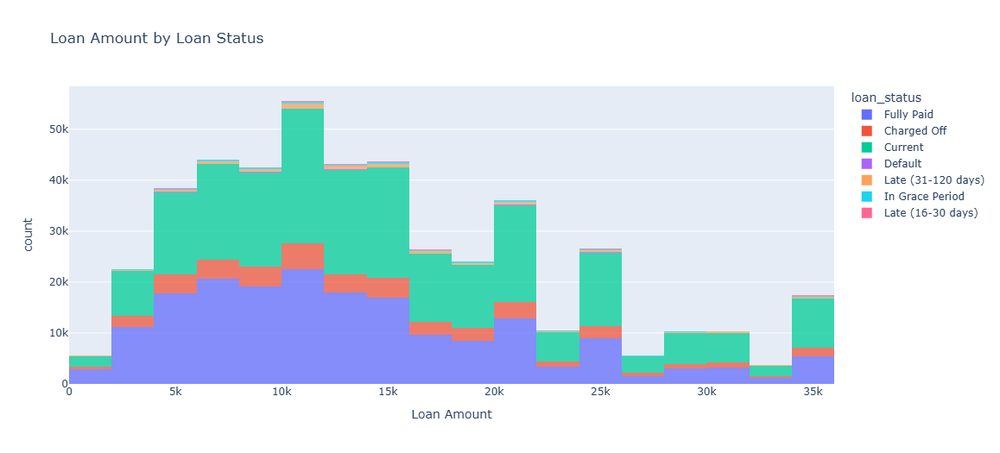 Loan Amount by Loan Status
loan_status
Fully Paid
Charged Off
Current
Default
Late (31-120 days)
In Grace Period
Late (16-30 days)
count
50k
40k
30k
20k
10k
0
0
5k
10k
15k
20k
25k
30k
35k
Loan Amount